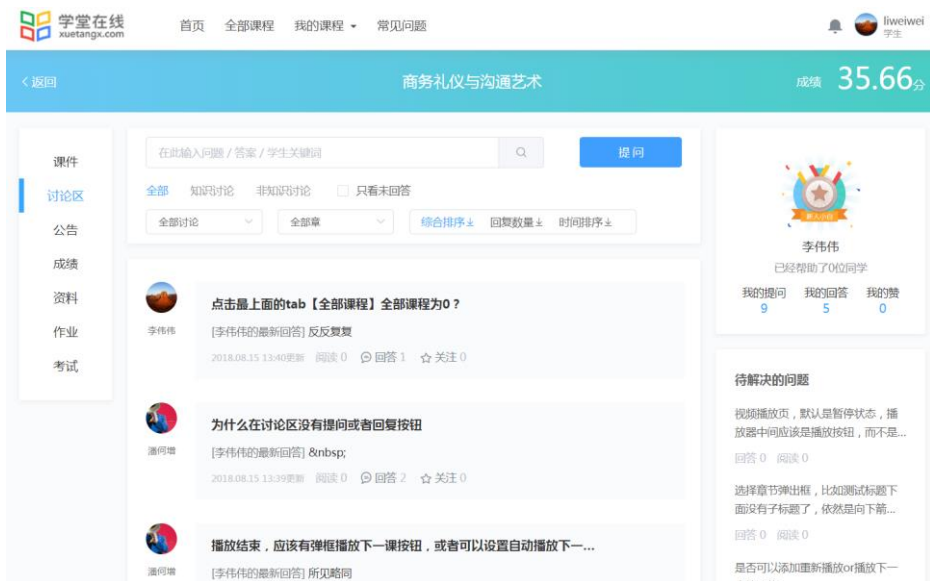 学堂在线
xuetangx.com
首页 全部课程 我的课程 常见问题
liweiwei
学生
返回
商务礼仪与沟通艺术
成绩 35.66分
课件
讨论区
公告
成绩
资料
作业
考试
在此输入问题 / 答案 / 学生关键词
提问
全部 知识讨论 非知识讨论 只看未回答
全部讨论 全部章 综合排序 回复数量 时间排序
李伟伟
点击最上面的tab【全部课程】全部课程为0？
[李伟伟的最新回答] 反反复复
2018.08.15 13:40更新 阅读 0 回答 1 关注 0
潘何增
为什么在讨论区没有提问或者回复按钮
[李伟伟的最新回答] &nbsp;
2018.08.15 13:39更新 阅读 0 回答 2 关注 0
潘何增
播放结束，应该有弹框播放下一课按钮，或者可以设置自动播放下一...
[李伟伟的最新回答] 所见略同
李伟伟
已经帮助了0位同学
我的提问 我的回答 我的赞
9 5 0
待解决的问题
视频播放页，默认是暂停状态，播
放器中间应该是播放按钮，而不是...
回答 0 阅读 0
选择章节弹出框，比如测试标题下
面没有子标题了，依然是向下箭...
回答 0 阅读 0
是否可以添加重新播放or播放下一